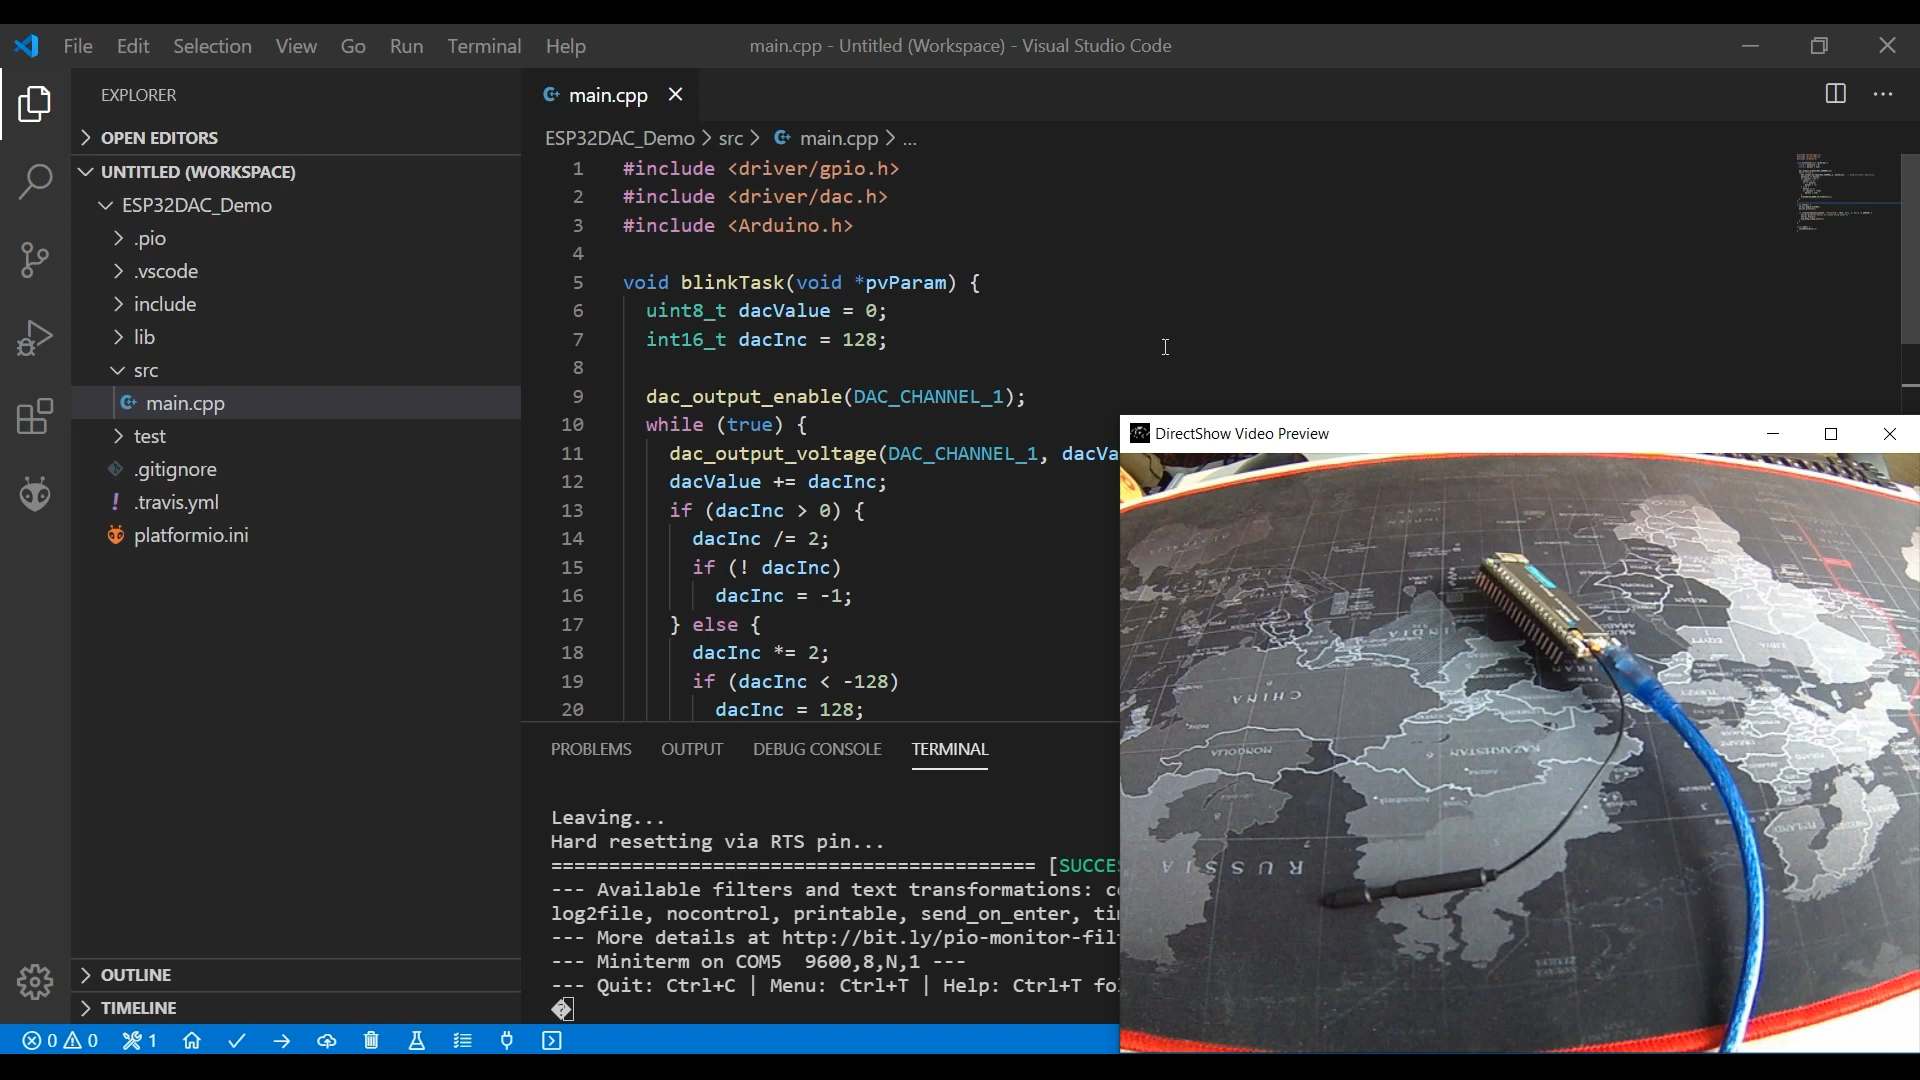 File Edit Selection View Go Run Terminal Help
main.cpp - Untitled (Workspace) - Visual Studio Code
EXPLORER
OPEN EDITORS
UNTITLED (WORKSPACE)
ESP32DAC_Demo
.pio
.vscode
include
lib
src
main.cpp
test
.gitignore
! .travis.yml
platformio.ini
OUTLINE
TIMELINE
main.cpp
ESP32DAC_Demo > src > main.cpp > ...
1 #include <driver/gpio.h>
2 #include <driver/dac.h>
3 #include <Arduino.h>
4
5 void blinkTask(void *pvParam) {
6 uint8_t dacValue = 0;
7 int16_t dacInc = 128;
8
9 dac_output_enable(DAC_CHANNEL_1);
10 while (true) {
11 dac_output_voltage(DAC_CHANNEL_1, dacVa
12 dacValue += dacInc;
13 if (dacInc > 0) {
14 dacInc /= 2;
15 if (! dacInc)
16 dacInc = -1;
17 } else {
18 dacInc *= 2;
19 if (dacInc < -128)
20 dacInc = 128;
PROBLEMS OUTPUT DEBUG CONSOLE TERMINAL
Leaving...
Hard resetting via RTS pin...
========================================== [SUCCES
--- Available filters and text transformations: co
log2file, nocontrol, printable, send_on_enter, ti
--- More details at http://bit.ly/pio-monitor-fil
--- Miniterm on COM5  9600,8,N,1 ---
--- Quit: Ctrl+C | Menu: Ctrl+T | Help: Ctrl+T fo
DirectShow Video Preview
INDIA
CHINA
MONGOLIA
KAZAKHSTAN
RUSSIA
0 0 1